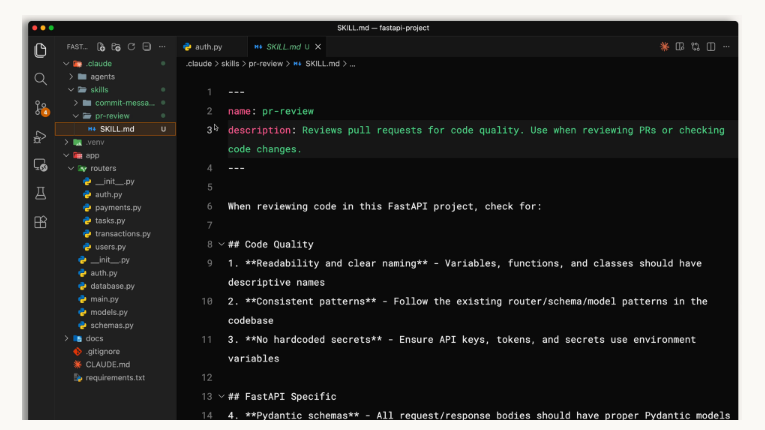 SKILL.md — fastapi-project
FAST...
auth.py
SKILL.md U
.claude > skills > pr-review > SKILL.md > ...
.claude
agents
skills
commit-messa...
pr-review
SKILL.md U
.venv
app
routers
__init__.py
auth.py
payments.py
tasks.py
transactions.py
users.py
__init__.py
auth.py
database.py
main.py
models.py
schemas.py
docs
.gitignore
CLAUDE.md
requirements.txt
4
1 ---
2 name: pr-review
3 description: Reviews pull requests for code quality. Use when reviewing PRs or checking
code changes.
4 ---
5
6 When reviewing code in this FastAPI project, check for:
7
8 ## Code Quality
9 1. **Readability and clear naming** - Variables, functions, and classes should have
descriptive names
10 2. **Consistent patterns** - Follow the existing router/schema/model patterns in the
codebase
11 3. **No hardcoded secrets** - Ensure API keys, tokens, and secrets use environment
variables
12
13 ## FastAPI Specific
14 4. **Pydantic schemas** - All request/response bodies should have proper Pydantic models